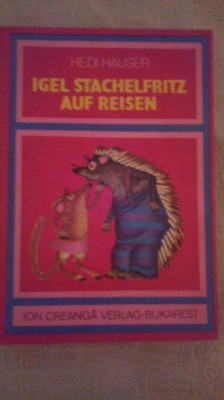 HEDI HAUSER
IGEL STACHELFRITZ
AUF REISEN
ION CREANGĂ VERLAG-BUKAREST